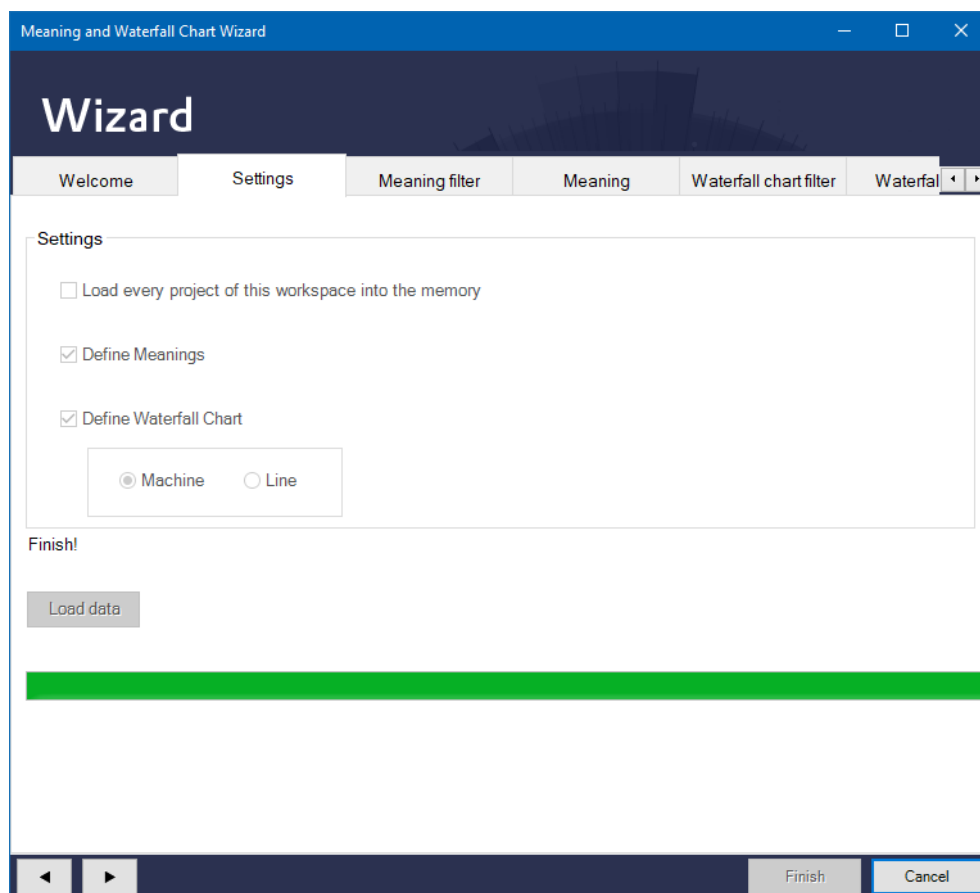 Meaning and Waterfall Chart Wizard
Wizard
Welcome Settings Meaning filter Meaning Waterfall chart filter Waterfal
Settings
Load every project of this workspace into the memory
Define Meanings
Define Waterfall Chart
Machine Line
Finish!
Load data
Finish Cancel